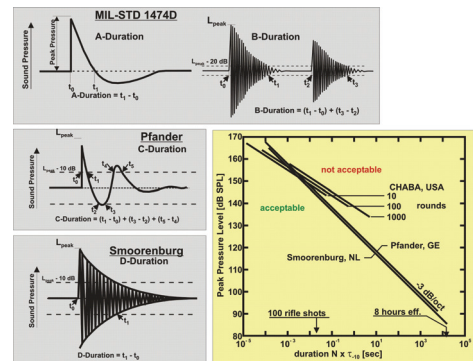 MIL-STD 1474D
Sound Pressure
Peak Pressure
A-Duration
t₀
t₁
A-Duration = t₁ - t₀
Lpeak
B-Duration
Lpeak - 20 dB
t₀
t₁
t₂
t₃
B-Duration = (t₁ - t₀) + (t₃ - t₂)
Pfander
C-Duration
Sound Pressure
Lpeak
Lpeak - 10 dB
t₀
t₁
t₂
t₃
t₄
t₅
C-Duration = (t₁ - t₀) + (t₃ - t₂) + (t₅ - t₄)
Smoorenburg
D-Duration
Sound Pressure
Lpeak
Lpeak - 10 dB
t₀
t₁
D-Duration = t₁ - t₀
Peak Pressure Level [dB SPL]
170
160
150
140
130
120
110
100
90
80
not acceptable
acceptable
CHABA, USA
10
100 rounds
1000
Pfander, GE
Smoorenburg, NL
-3 dB/oct
100 rifle shots
8 hours eff.
10⁻⁵ 10⁻³ 10⁻¹ 10¹ 10³ 10⁵
duration N x τ₋₁₀ [sec]